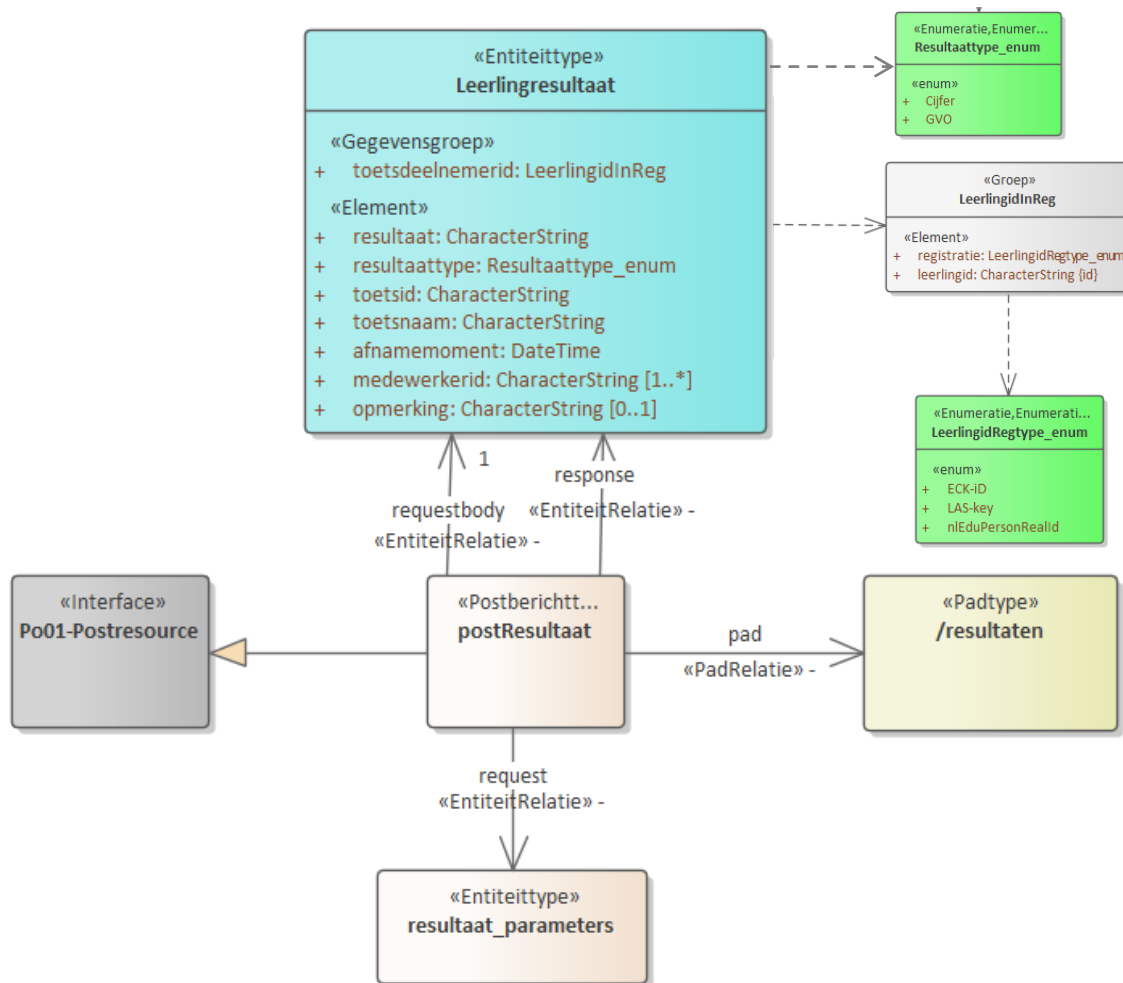 «Entiteittype»
Leerlingresultaat
«Gegevensgroep»
+ toetsdeelnemerid: LeerlingidInReg
«Element»
+ resultaat: CharacterString
+ resultaattype: Resultaattype_enum
+ toetsid: CharacterString
+ toetsnaam: CharacterString
+ afnamemoment: DateTime
+ medewerkerid: CharacterString [1..*]
+ opmerking: CharacterString [0..1]
«Enumeratie,Enumer...
Resultaattype_enum
«enum»
+ Cijfer
+ GVO
«Groep»
LeerlingidInReg
«Element»
+ registratie: LeerlingidRegtype_enum
+ leerlingid: CharacterString {id}
«Enumeratie,Enumerati...
LeerlingidRegtype_enum
«enum»
+ ECK-iD
+ LAS-key
+ nlEduPersonRealId
1
requestbody
«EntiteitRelatie» -
response
«EntiteitRelatie» -
«Interface»
Po01-Postresource
«Postberichtt...
postResultaat
pad
«PadRelatie» -
«Padtype»
/resultaten
request
«EntiteitRelatie» -
«Entiteittype»
resultaat_parameters